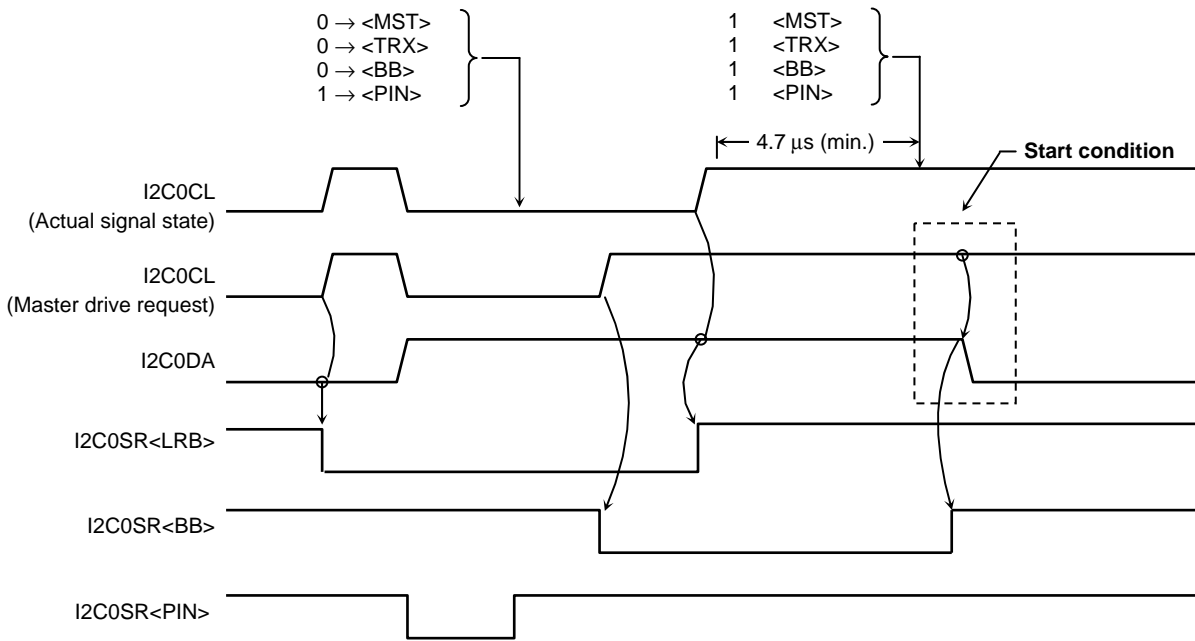 0 → <MST>
0 → <TRX>
0 → <BB>
1 → <PIN>
1 <MST>
1 <TRX>
1 <BB>
1 <PIN>
4.7 μs (min.)
Start condition
I2C0CL
(Actual signal state)
I2C0CL
(Master drive request)
I2C0DA
I2C0SR<LRB>
I2C0SR<BB>
I2C0SR<PIN>